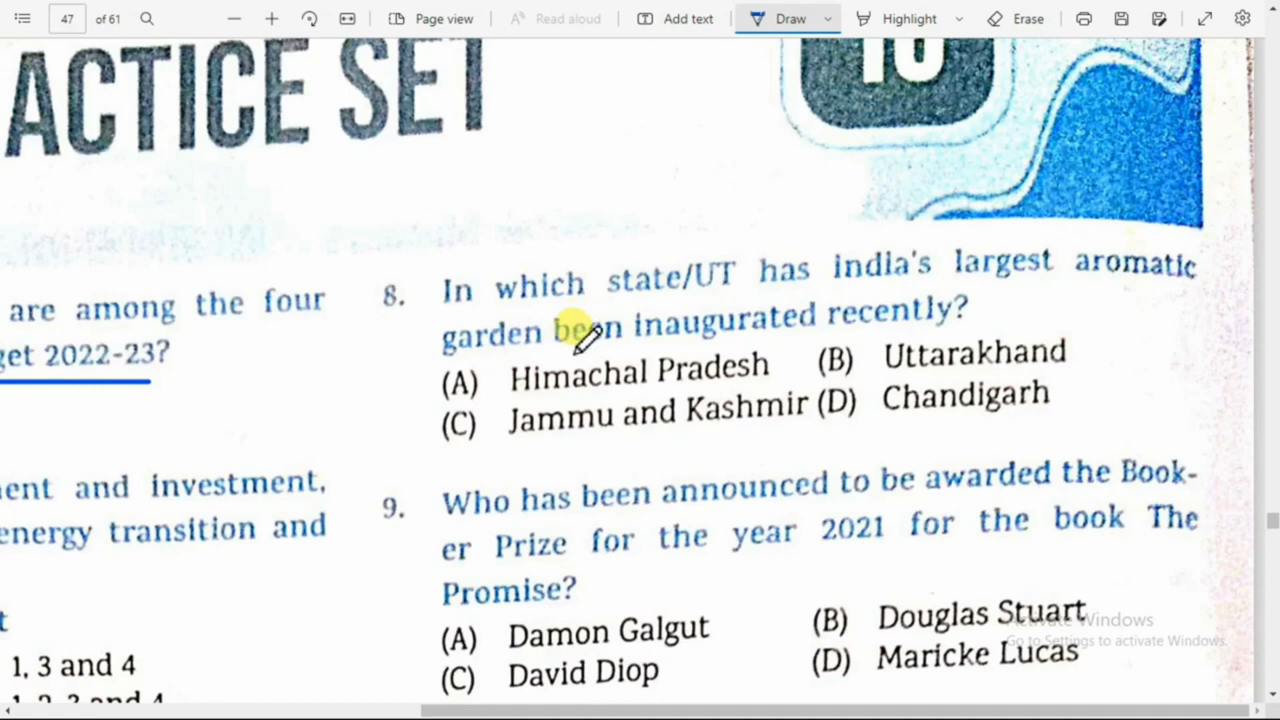 47 of 61 Page view Read aloud Add text Draw Highlight Erase
ACTICE SET
10
are among the four
get 2022-23?
ent and investment,
energy transition and
t
1, 3 and 4
8. In which state/UT has india's largest aromatic
garden been inaugurated recently?
(A) Himachal Pradesh (B) Uttarakhand
(C) Jammu and Kashmir (D) Chandigarh
9. Who has been announced to be awarded the Book-
er Prize for the year 2021 for the book The
Promise?
(A) Damon Galgut (B) Douglas Stuart
(C) David Diop (D) Maricke Lucas
Activate Windows
Go to Settings to activate Windows.